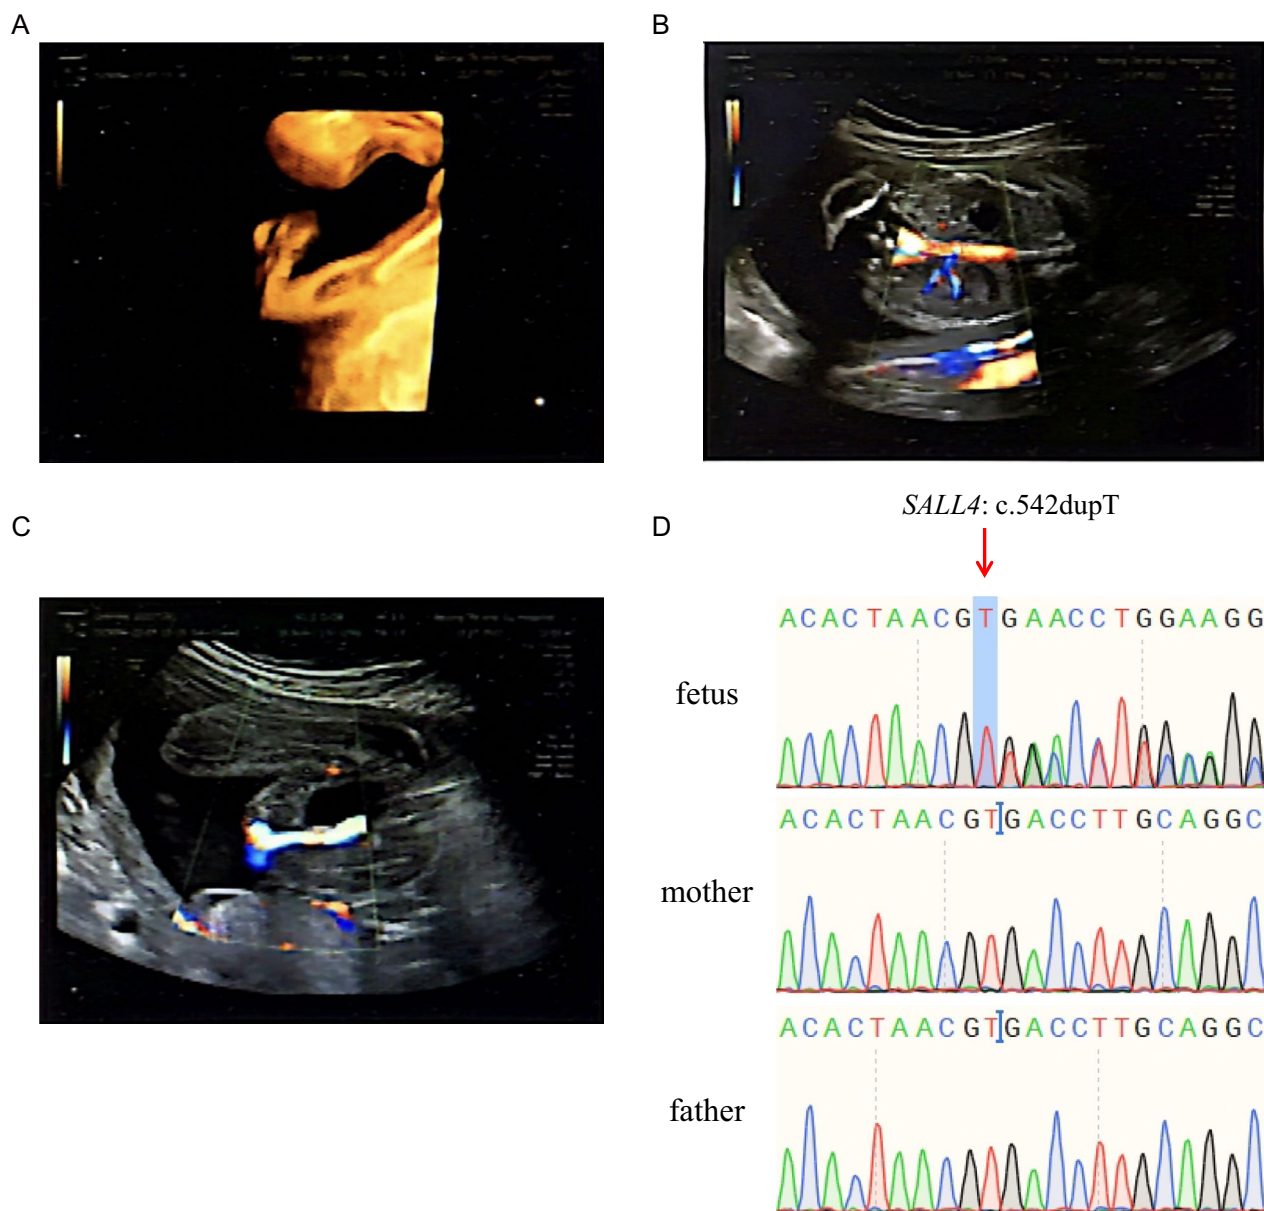 A
B
C
SALL4: c.542dupT
D
ACACTAACGTGAACCTGGAAGG
fetus
ACACTAACGTGACCTTGCAGGC
mother
ACACTAACGTGACCTTGCAGGC
father